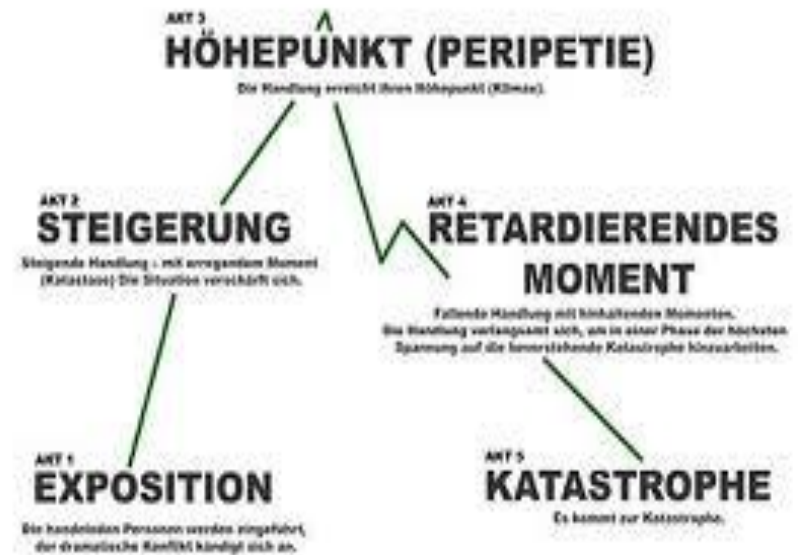 AKT 3
HÖHEPUNKT (PERIPETIE)
Die Handlung erreicht ihren Höhepunkt (Klimax).
AKT 2
STEIGERUNG
Steigende Handlung – mit erregendem Moment
(Katastase) Die Situation verschärft sich.
AKT 4
RETARDIERENDES
MOMENT
Fallende Handlung mit hinhaltenden Momenten.
Die Handlung verlangsamt sich, um in einer Phase der höchsten
Spannung auf die bevorstehende Katastrophe hinzuarbeiten.
AKT 1
EXPOSITION
Die handelnden Personen werden eingeführt,
der dramatische Konflikt kündigt sich an.
AKT 5
KATASTROPHE
Es kommt zur Katastrophe.